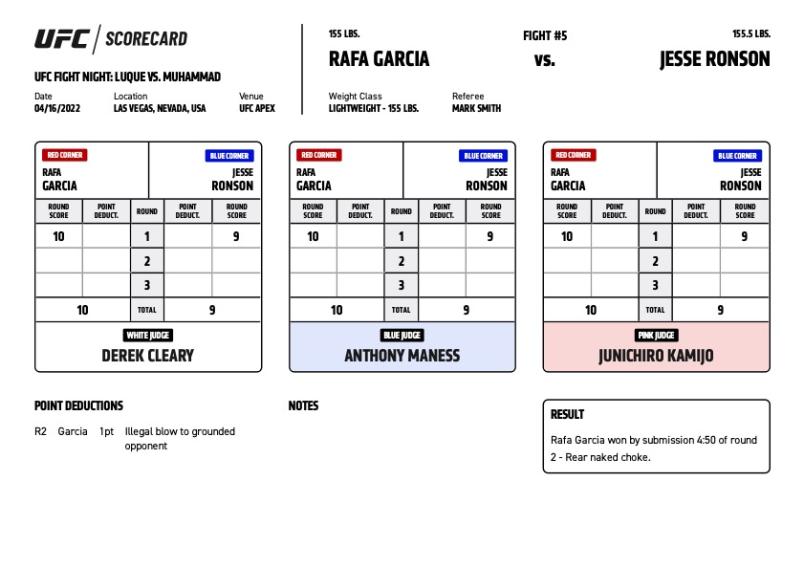 UFC / SCORECARD
UFC FIGHT NIGHT: LUQUE VS. MUHAMMAD
Date Location Venue
04/16/2022 LAS VEGAS, NEVADA, USA UFC APEX
155 LBS. FIGHT #5 155.5 LBS.
RAFA GARCIA vs. JESSE RONSON
Weight Class Referee
LIGHTWEIGHT - 155 LBS. MARK SMITH
RED CORNER BLUE CORNER
RAFA JESSE
GARCIA RONSON
ROUND SCORE POINT DEDUCT. ROUND POINT DEDUCT. ROUND SCORE
10 1 9
2
3
10 TOTAL 9
WHITE JUDGE
DEREK CLEARY
RED CORNER BLUE CORNER
RAFA JESSE
GARCIA RONSON
ROUND SCORE POINT DEDUCT. ROUND POINT DEDUCT. ROUND SCORE
10 1 9
2
3
10 TOTAL 9
BLUE JUDGE
ANTHONY MANESS
RED CORNER BLUE CORNER
RAFA JESSE
GARCIA RONSON
ROUND SCORE POINT DEDUCT. ROUND POINT DEDUCT. ROUND SCORE
10 1 9
2
3
10 TOTAL 9
PINK JUDGE
JUNICHIRO KAMIJO
POINT DEDUCTIONS
R2 Garcia 1pt Illegal blow to grounded
opponent
NOTES
RESULT
Rafa Garcia won by submission 4:50 of round
2 - Rear naked choke.